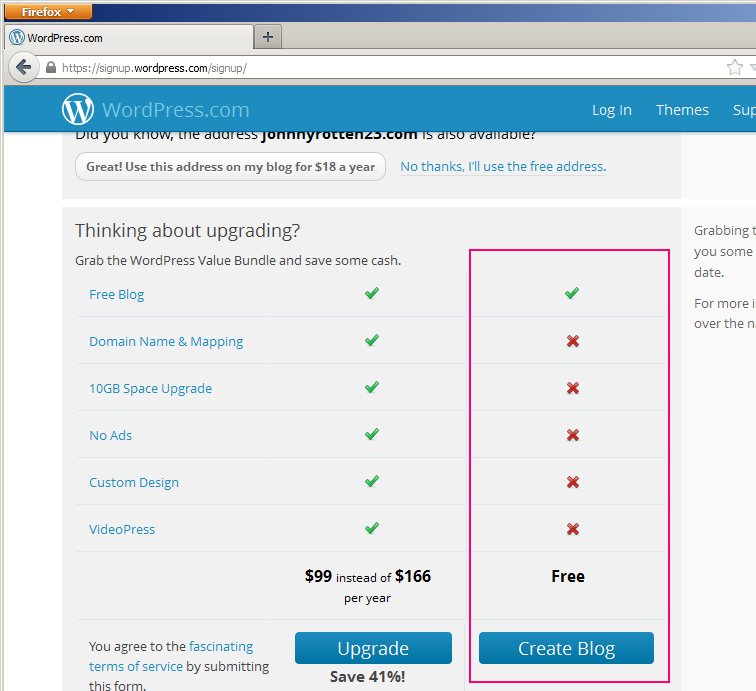 Firefox
WordPress.com
https://signup.wordpress.com/signup/
WordPress.com
Log In Themes
Did you know, the address johnnyrotten23.com is also available?
Great! Use this address on my blog for $18 a year No thanks, I'll use the free address.
Thinking about upgrading?
Grab the WordPress Value Bundle and save some cash.
Free Blog
Domain Name & Mapping
10GB Space Upgrade
No Ads
Custom Design
VideoPress
$99 instead of $166
per year
Free
You agree to the fascinating
terms of service by submitting
this form.
Upgrade
Save 41%!
Create Blog
Grabbing
you some
date.
For more
over the